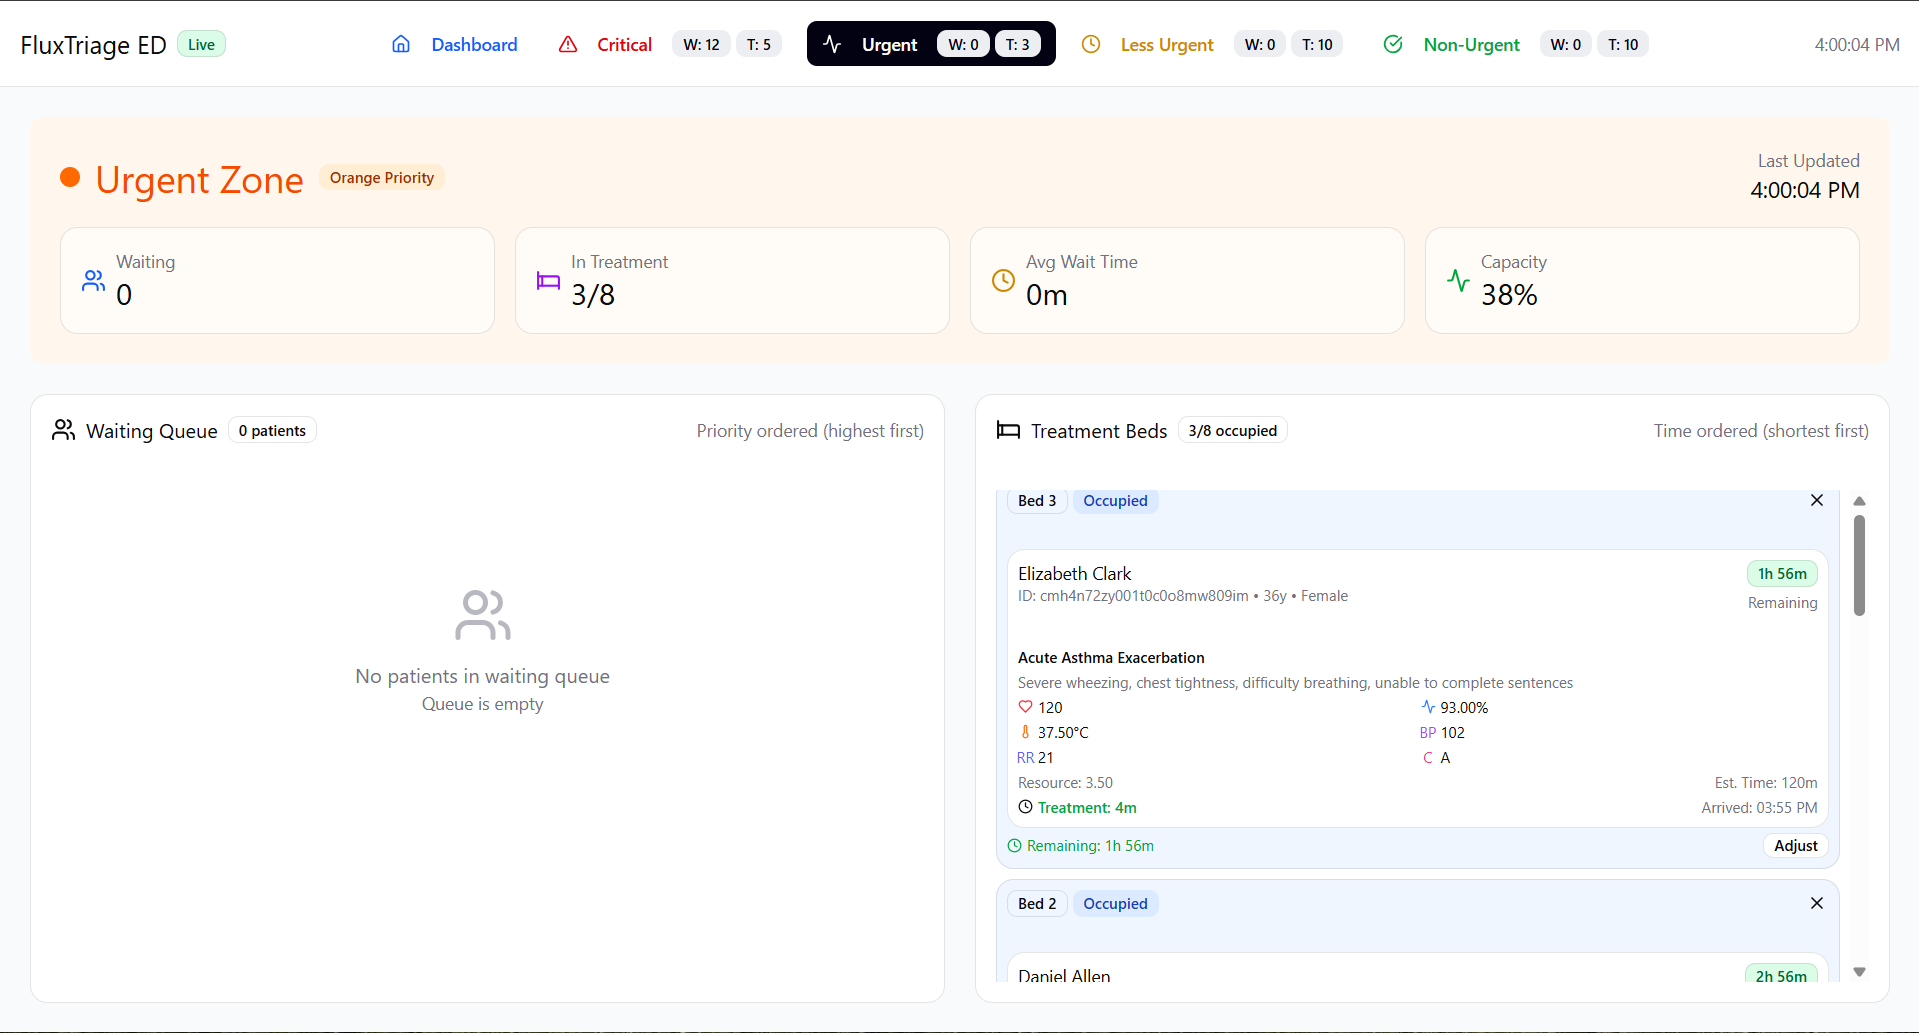 FluxTriage ED Live Dashboard Critical W: 12 T: 5 Urgent W: 0 T: 3 Less Urgent W: 0 T: 10 Non-Urgent W: 0 T: 10 4:00:04 PM
Urgent Zone Orange Priority
Last Updated
4:00:04 PM
Waiting
0
In Treatment
3/8
Avg Wait Time
0m
Capacity
38%
Waiting Queue 0 patients Priority ordered (highest first)
No patients in waiting queue
Queue is empty
Treatment Beds 3/8 occupied Time ordered (shortest first)
Bed 3 Occupied
Elizabeth Clark 1h 56m
ID: cmh4n72zy001t0c0o8mw809im • 36y • Female Remaining
Acute Asthma Exacerbation
Severe wheezing, chest tightness, difficulty breathing, unable to complete sentences
120 93.00%
37.50°C BP 102
RR 21 C A
Resource: 3.50 Est. Time: 120m
Treatment: 4m Arrived: 03:55 PM
Remaining: 1h 56m Adjust
Bed 2 Occupied
Daniel Allen 2h 56m